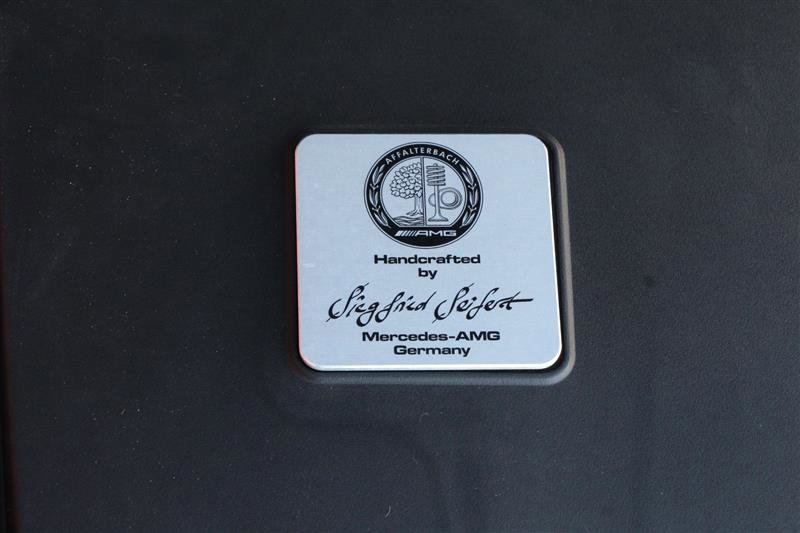 AFFALTERBACH
AMG
Handcrafted
by
Siegfried Seifert
Mercedes-AMG
Germany